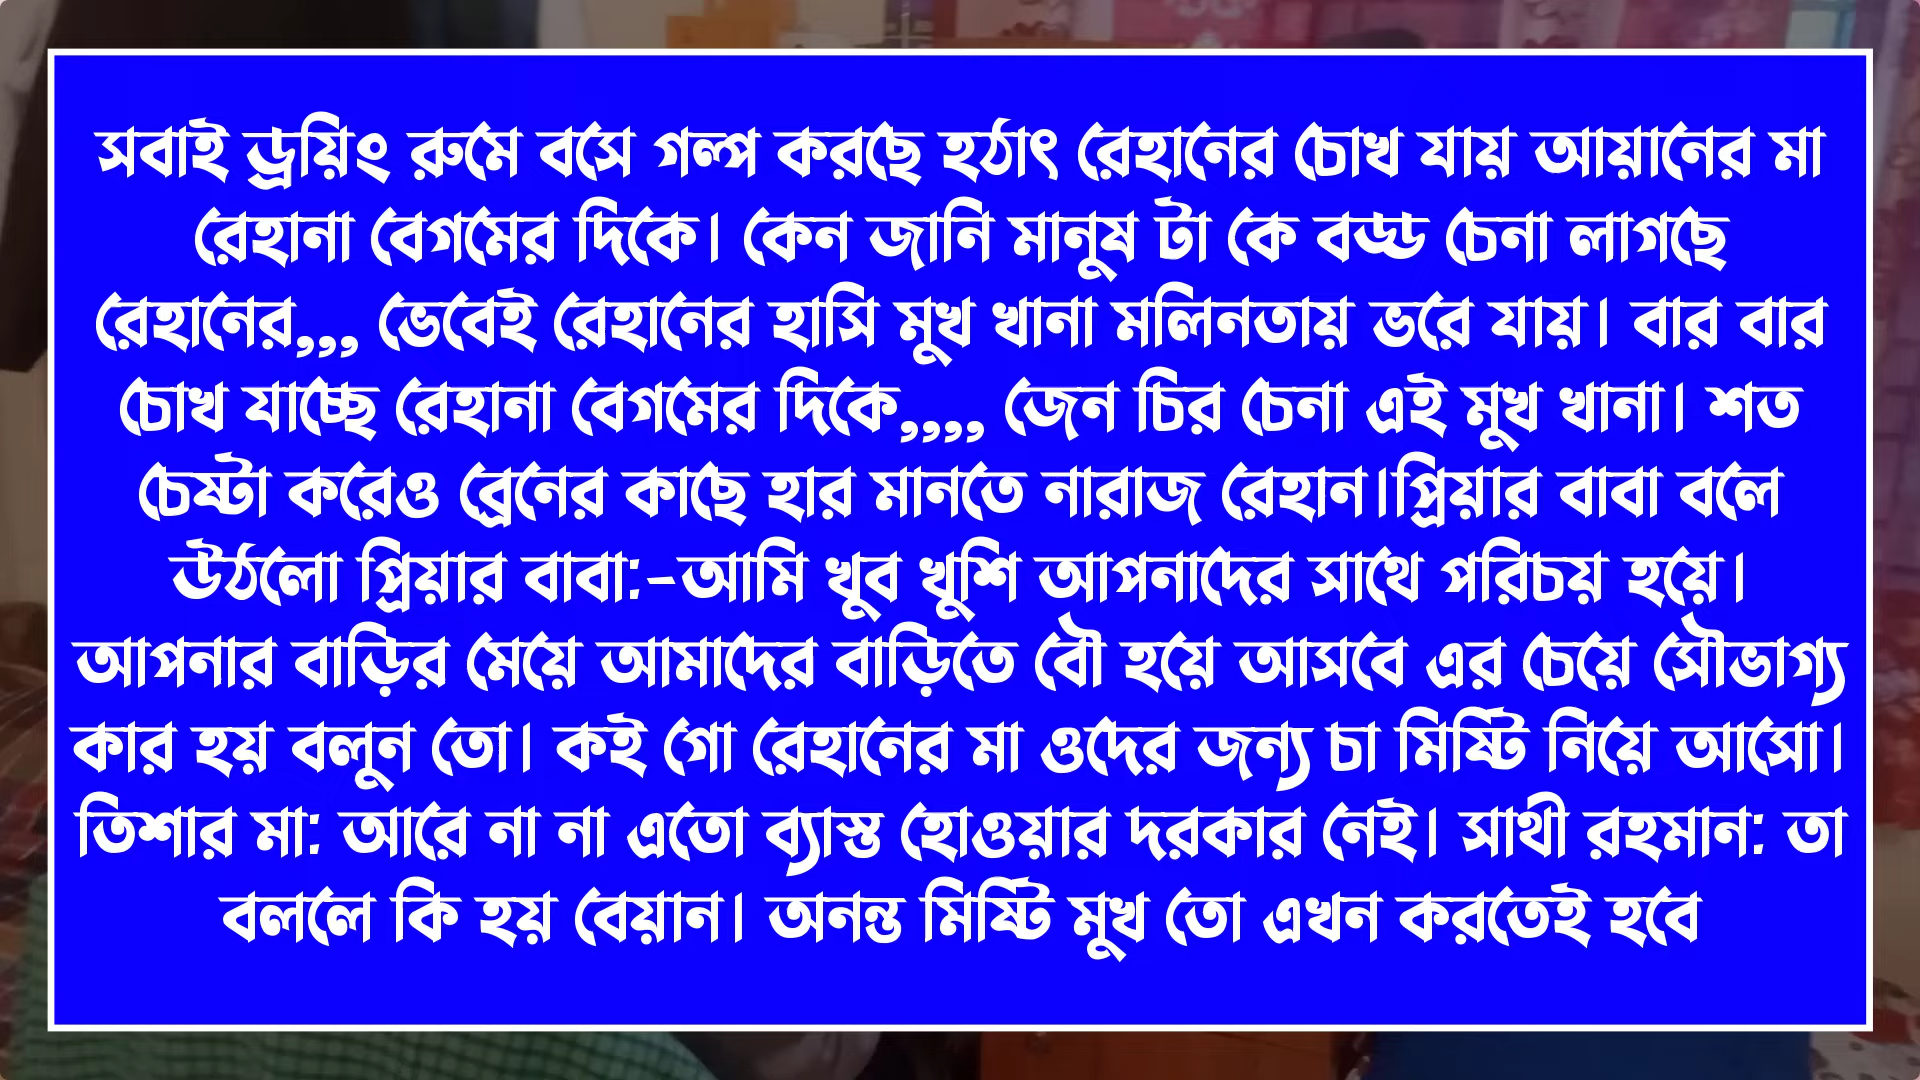 সবাই ড্রয়িং রুমে বসে গল্প করছে হঠাৎ রেহানের চোখ যায় আয়ানের মা
রেহানা বেগমের দিকে। কেন জানি মানুষ টা কে বড্ড চেনা লাগছে
রেহানের,,, ভেবেই রেহানের হাসি মুখ খানা মলিনতায় ভরে যায়। বার বার
চোখ যাচ্ছে রেহানা বেগমের দিকে,,,, জেন চির চেনা এই মুখ খানা। শত
চেষ্টা করেও ব্রেনের কাছে হার মানতে নারাজ রেহান।প্রিয়ার বাবা বলে
উঠলো প্রিয়ার বাবা:-আমি খুব খুশি আপনাদের সাথে পরিচয় হয়ে।
আপনার বাড়ির মেয়ে আমাদের বাড়িতে বৌ হয়ে আসবে এর চেয়ে সৌভাগ্য
কার হয় বলুন তো। কই গো রেহানের মা ওদের জন্য চা মিষ্টি নিয়ে আসো।
তিশার মা: আরে না না এতো ব্যাস্ত হোওয়ার দরকার নেই। সাথী রহমান: তা
বললে কি হয় বেয়ান। অনন্ত মিষ্টি মুখ তো এখন করতেই হবে